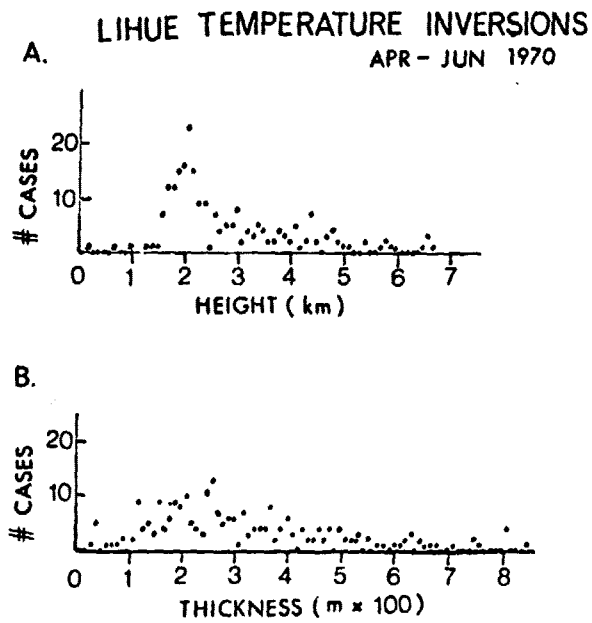 LIHUE TEMPERATURE INVERSIONS
A.
APR – JUN 1970
20
10
# CASES
0 1 2 3 4 5 6 7
HEIGHT ( km )
B.
20
10
# CASES
0 1 2 3 4 5 6 7 8
THICKNESS ( m × 100 )